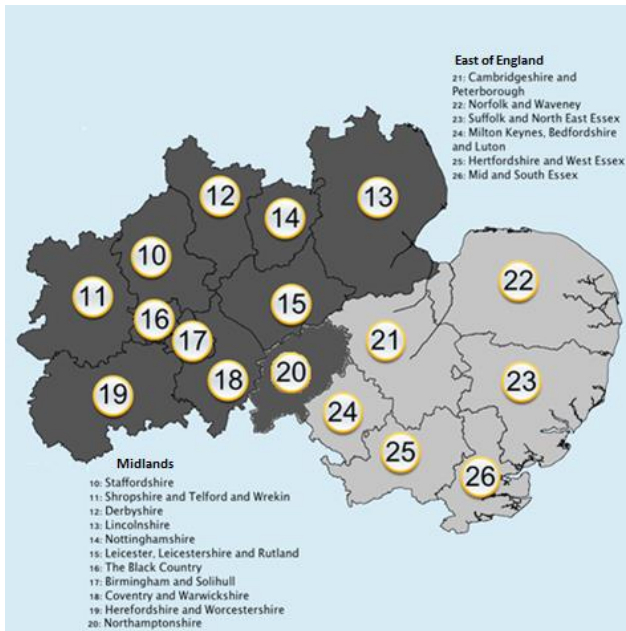 East of England
21: Cambridgeshire and
Peterborough
22: Norfolk and Waveney
23: Suffolk and North East Essex
24: Milton Keynes, Bedfordshire
and Luton
25: Hertfordshire and West Essex
26: Mid and South Essex
12
13
14
10
22
11
15
16
17
21
20
18
23
19
24
25
26
Midlands
10: Staffordshire
11: Shropshire and Telford and Wrekin
12: Derbyshire
13: Lincolnshire
14: Nottinghamshire
15: Leicester, Leicestershire and Rutland
16: The Black Country
17: Birmingham and Solihull
18: Coventry and Warwickshire
19: Herefordshire and Worcestershire
20: Northamptonshire